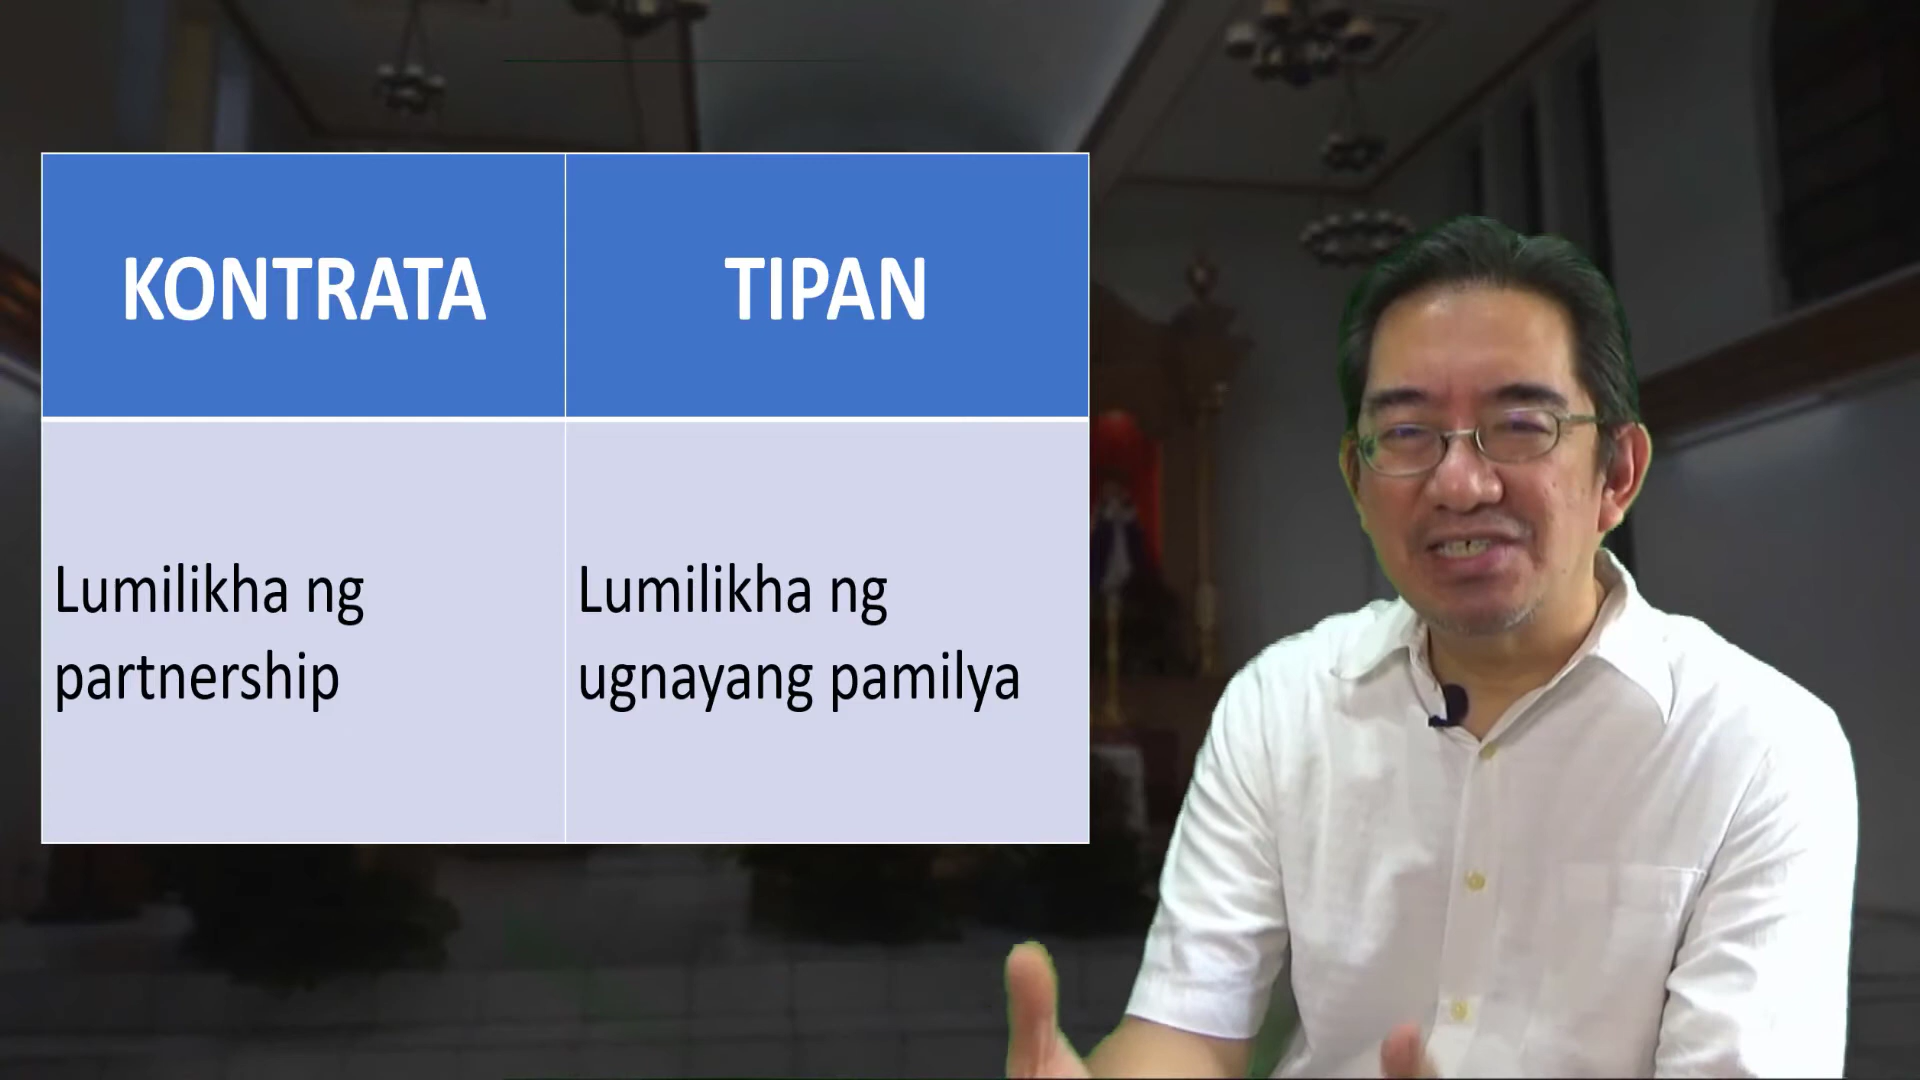 KONTRATA
TIPAN
Lumilikha ng
partnership
Lumilikha ng
ugnayang pamilya